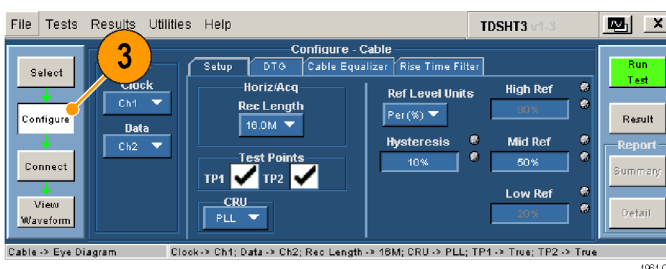 File Tests Results Utilities Help TDSHT3 v1-3
3
Configure - Cable
Select
Clock
Ch1
Data
Ch2
Configure
Connect
View
Waveform
Setup DTG Cable Equalizer Rise Time Filter
Horiz/Acq
Rec Length
16.0M
Test Points
TP1 TP2
CRU
PLL
Ref Level Units
Per(%)
Hysteresis
10%
High Ref
80%
Mid Ref
50%
Low Ref
20%
Run
Test
Result
Report
Summary
Detail
Cable -> Eye Diagram Clock-> Ch1; Data -> Ch2; Rec Length -> 16M; CRU -> PLL; TP1 -> True; TP2 -> True